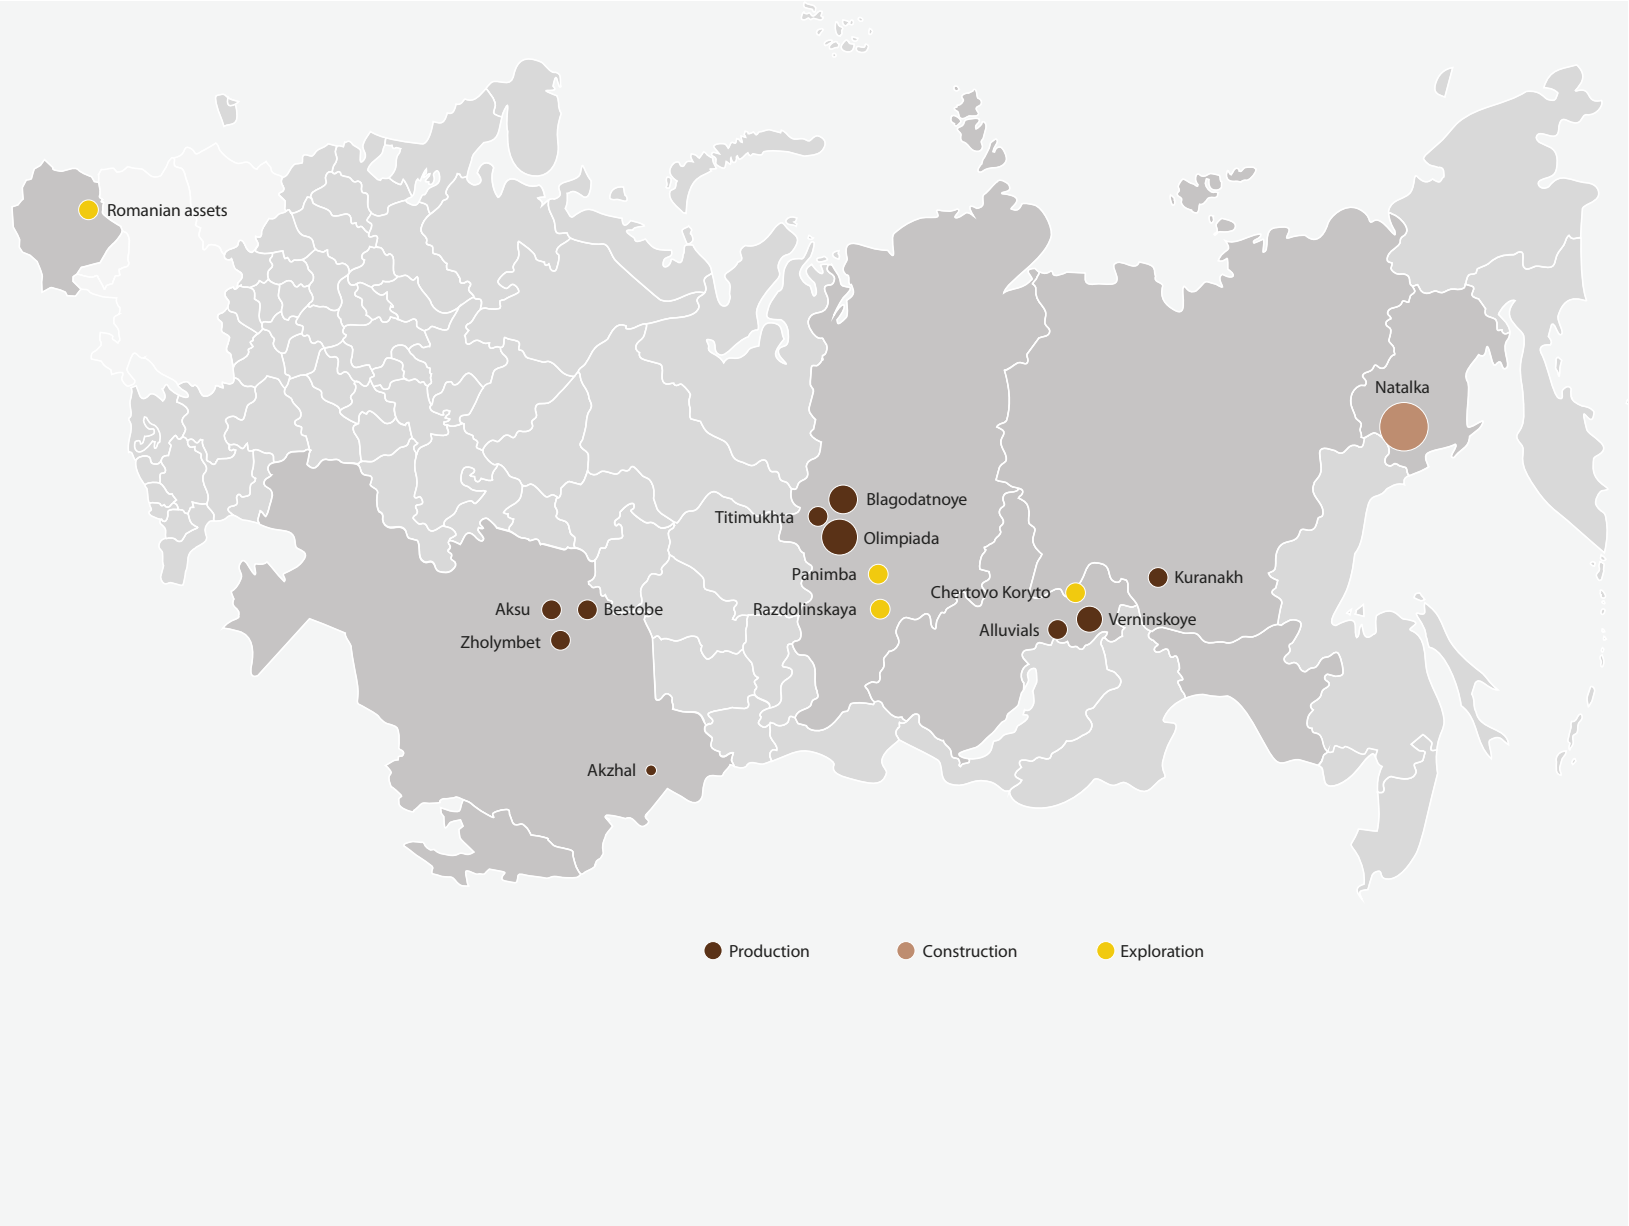 Romanian assets
Natalka
Blagodatnoye
Titimukhta
Olimpiada
Panimba
Kuranakh
Chertovo Koryto
Aksu
Bestobe
Razdolinskaya
Verninskoye
Alluvials
Zholymbet
Akzhal
Production
Construction
Exploration